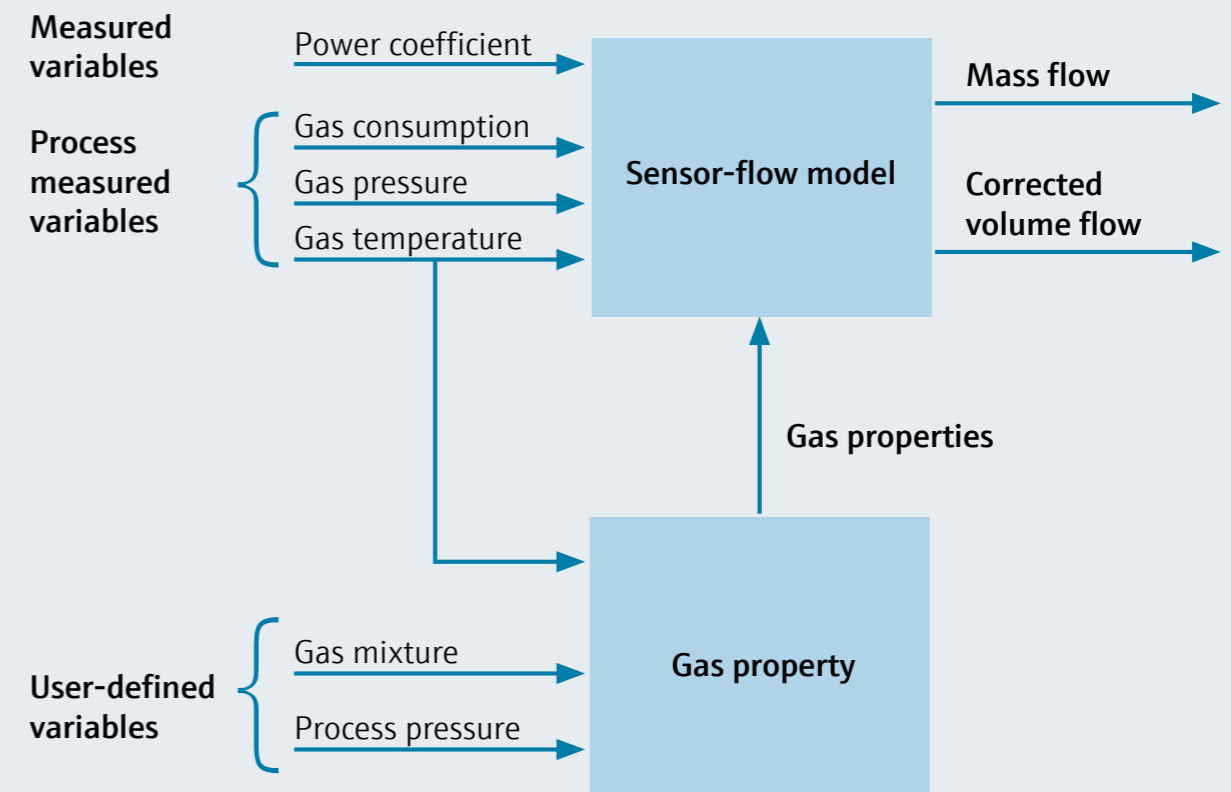 Measured
variables
Power coefficient
Process
measured
variables
Gas consumption
Gas pressure
Gas temperature
Sensor-flow model
Mass flow
Corrected
volume flow
Gas properties
User-defined
variables
Gas mixture
Process pressure
Gas property